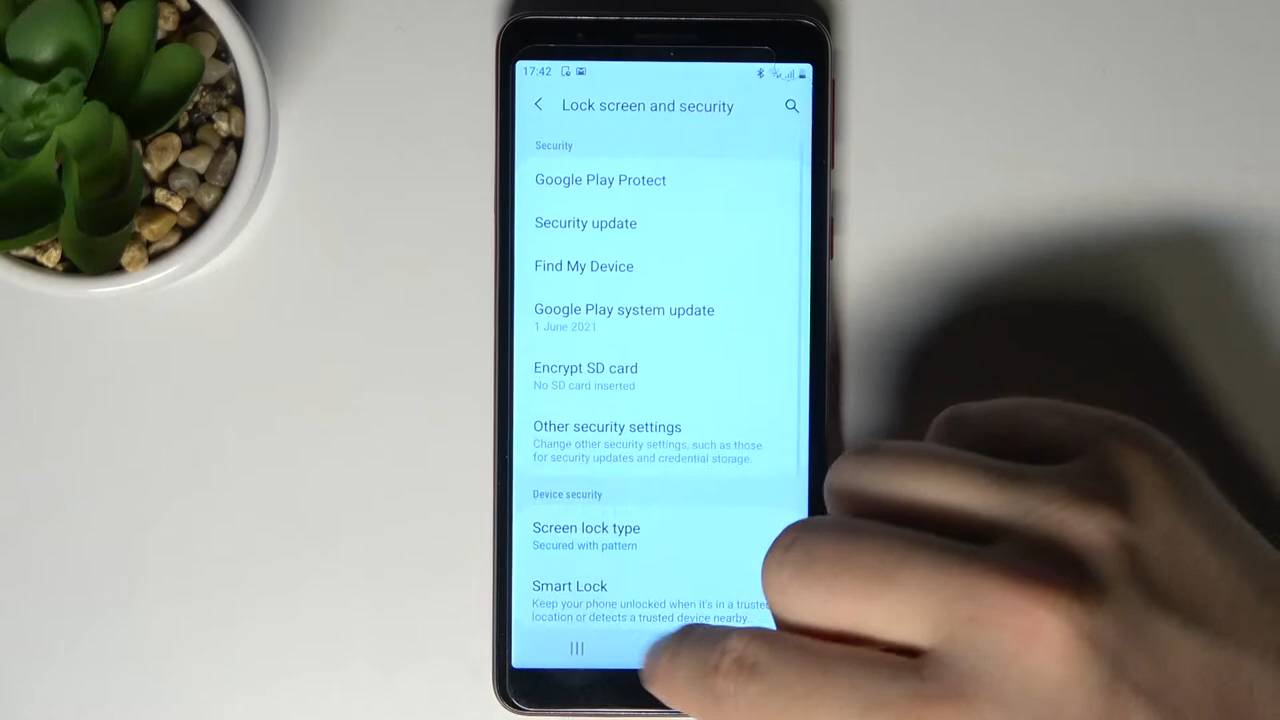 17:42
Lock screen and security
Security
Google Play Protect
Security update
Find My Device
Google Play system update
1 June 2021
Encrypt SD card
No SD card inserted
Other security settings
Change other security settings, such as those
for security updates and credential storage.
Device security
Screen lock type
Secured with pattern
Smart Lock
Keep your phone unlocked when it's in a trusted
location or detects a trusted device nearby.